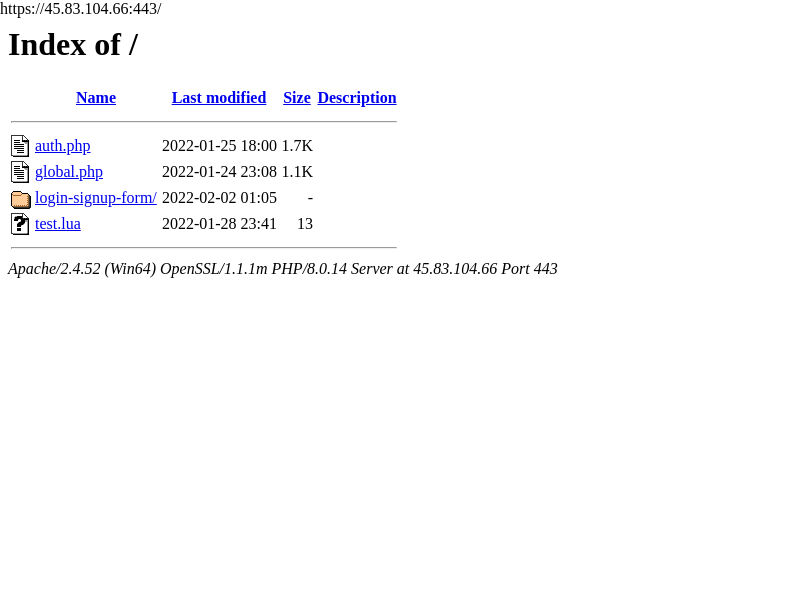 https://45.83.104.66:443/
Index of /
Name Last modified Size Description
auth.php 2022-01-25 18:00 1.7K
global.php 2022-01-24 23:08 1.1K
login-signup-form/ 2022-02-02 01:05 -
test.lua 2022-01-28 23:41 13
Apache/2.4.52 (Win64) OpenSSL/1.1.1m PHP/8.0.14 Server at 45.83.104.66 Port 443